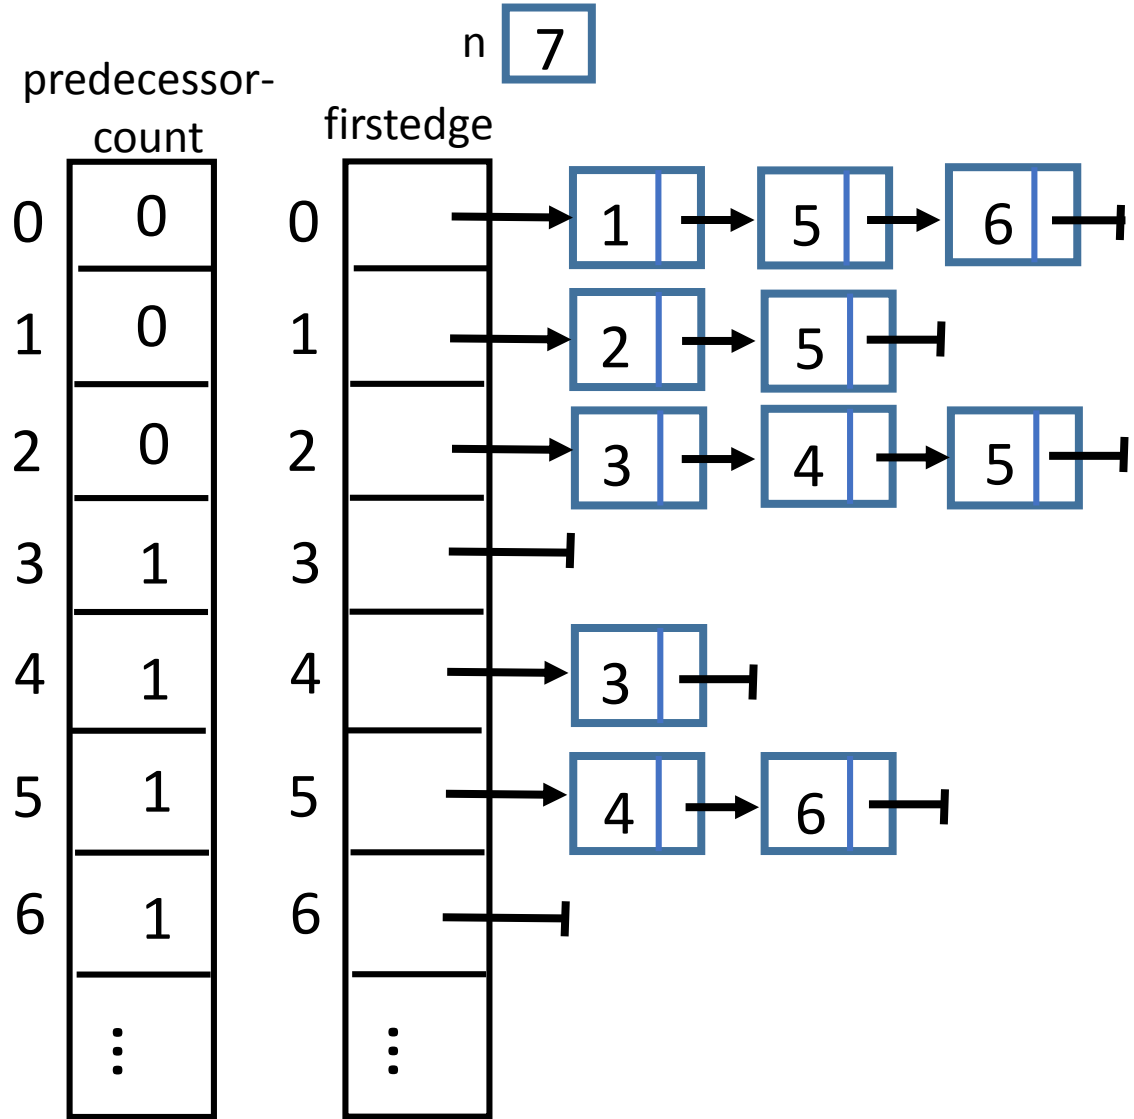 n 7
predecessor-
count
firstedge
0 0 0 1 5 6
1 0 1 2 5
2 0 2 3 4 5
3 1 3
4 1 4 3
5 1 5 4 6
6 1 6
⋮ ⋮